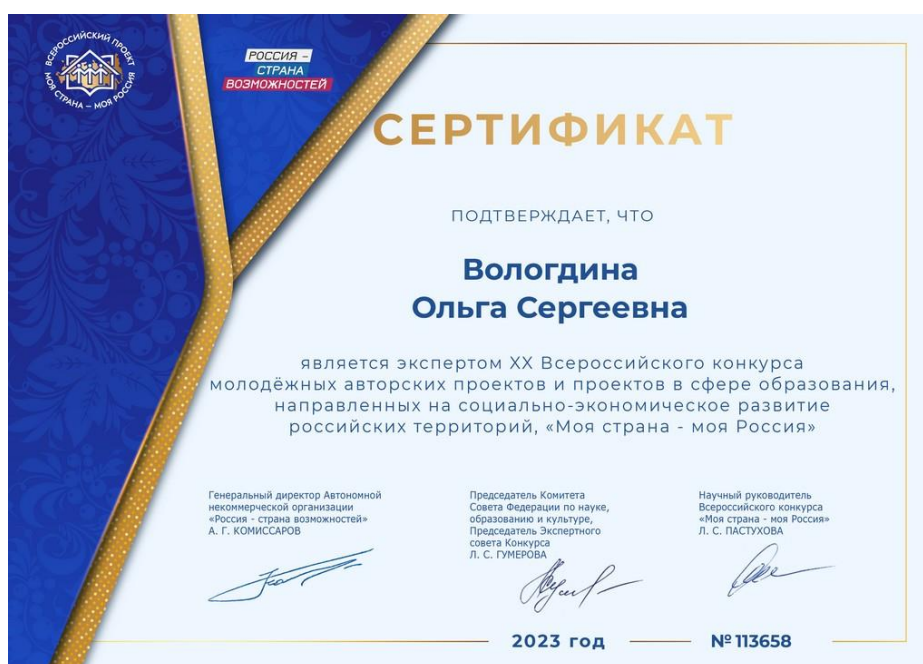 ВСЕРОССИЙСКИЙ ПРОЕКТ
МОЯ СТРАНА – МОЯ РОССИЯ
РОССИЯ –
СТРАНА
ВОЗМОЖНОСТЕЙ
СЕРТИФИКАТ
ПОДТВЕРЖДАЕТ, ЧТО
Вологдина
Ольга Сергеевна
является экспертом XX Всероссийского конкурса
молодёжных авторских проектов и проектов в сфере образования,
направленных на социально-экономическое развитие
российских территорий, «Моя страна - моя Россия»
Генеральный директор Автономной
некоммерческой организации
«Россия - страна возможностей»
А. Г. КОМИССАРОВ
Председатель Комитета
Совета Федерации по науке,
образованию и культуре,
Председатель Экспертного
совета Конкурса
Л. С. ГУМЕРОВА
Научный руководитель
Всероссийского конкурса
«Моя страна - моя Россия»
Л. С. ПАСТУХОВА
2023 год
№ 113658